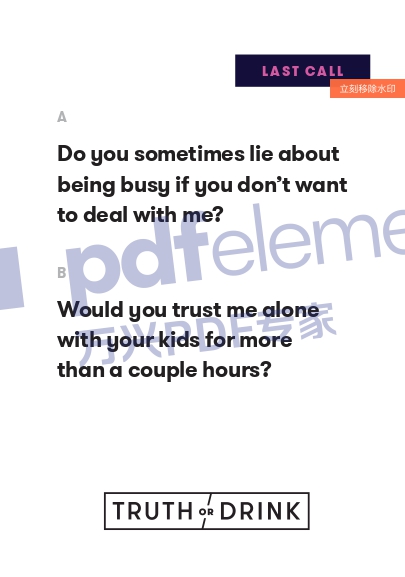 LAST CALL
立刻移除水印
A
Do you sometimes lie about
being busy if you don’t want
to deal with me?
pdfeleme
B
Would you trust me alone
with your kids for more
than a couple hours?
万兴PDF专家
TRUTH OR DRINK